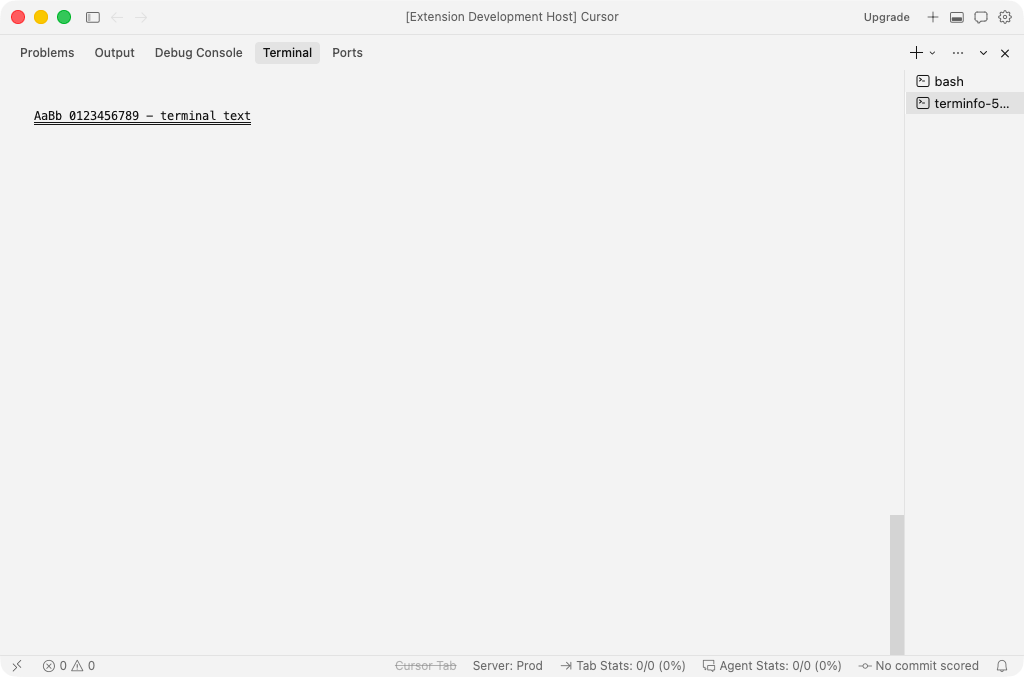 [Extension Development Host] Cursor
Upgrade
Problems Output Debug Console Terminal Ports
bash
AaBb 0123456789 – terminal text
terminfo-5...
0 0 Cursor Tab Server: Prod Tab Stats: 0/0 (0%) Agent Stats: 0/0 (0%) No commit scored